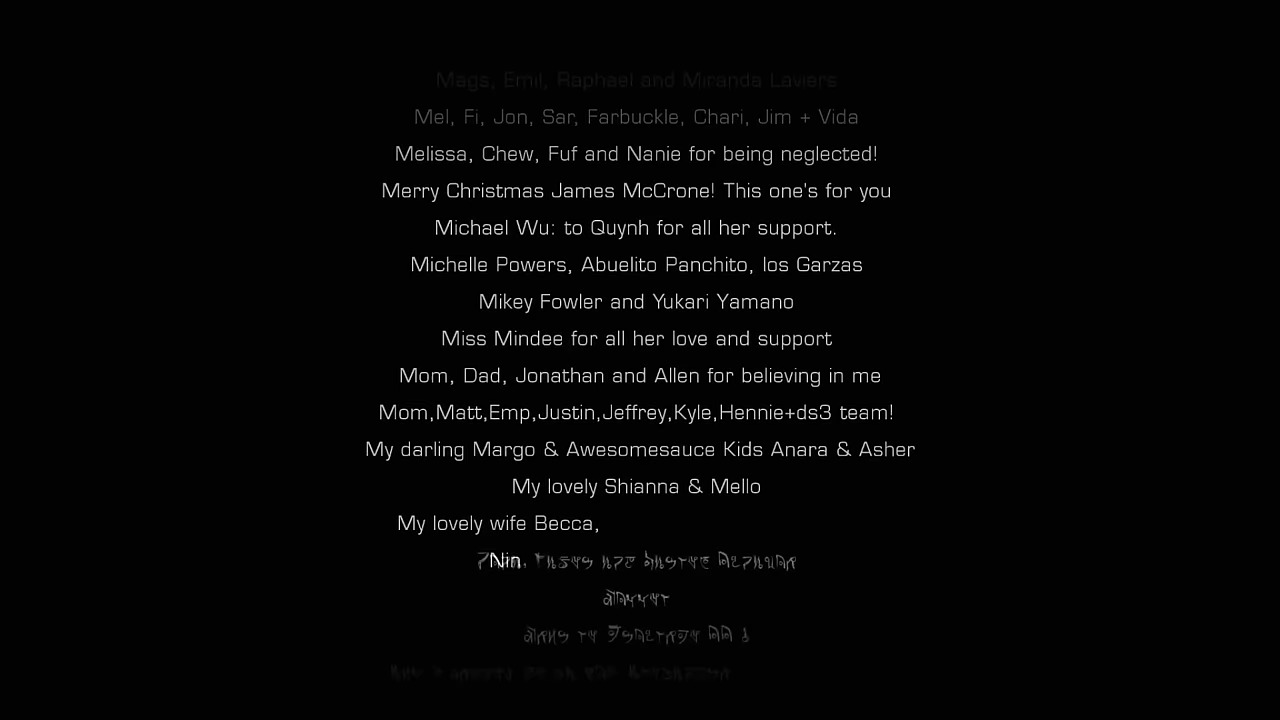 Mags, Emil, Raphael and Miranda Laviers
Mel, Fi, Jon, Sar, Farbuckle, Chari, Jim + Vida
Melissa, Chew, Fuf and Nanie for being neglected!
Merry Christmas James McCrone! This one's for you
Michael Wu: to Quynh for all her support.
Michelle Powers, Abuelito Panchito, los Garzas
Mikey Fowler and Yukari Yamano
Miss Mindee for all her love and support
Mom, Dad, Jonathan and Allen for believing in me
Mom,Matt,Emp,Justin,Jeffrey,Kyle,Hennie+ds3 team!
My darling Margo & Awesomesauce Kids Anara & Asher
My lovely Shianna & Mello
My lovely wife Becca,
Nin